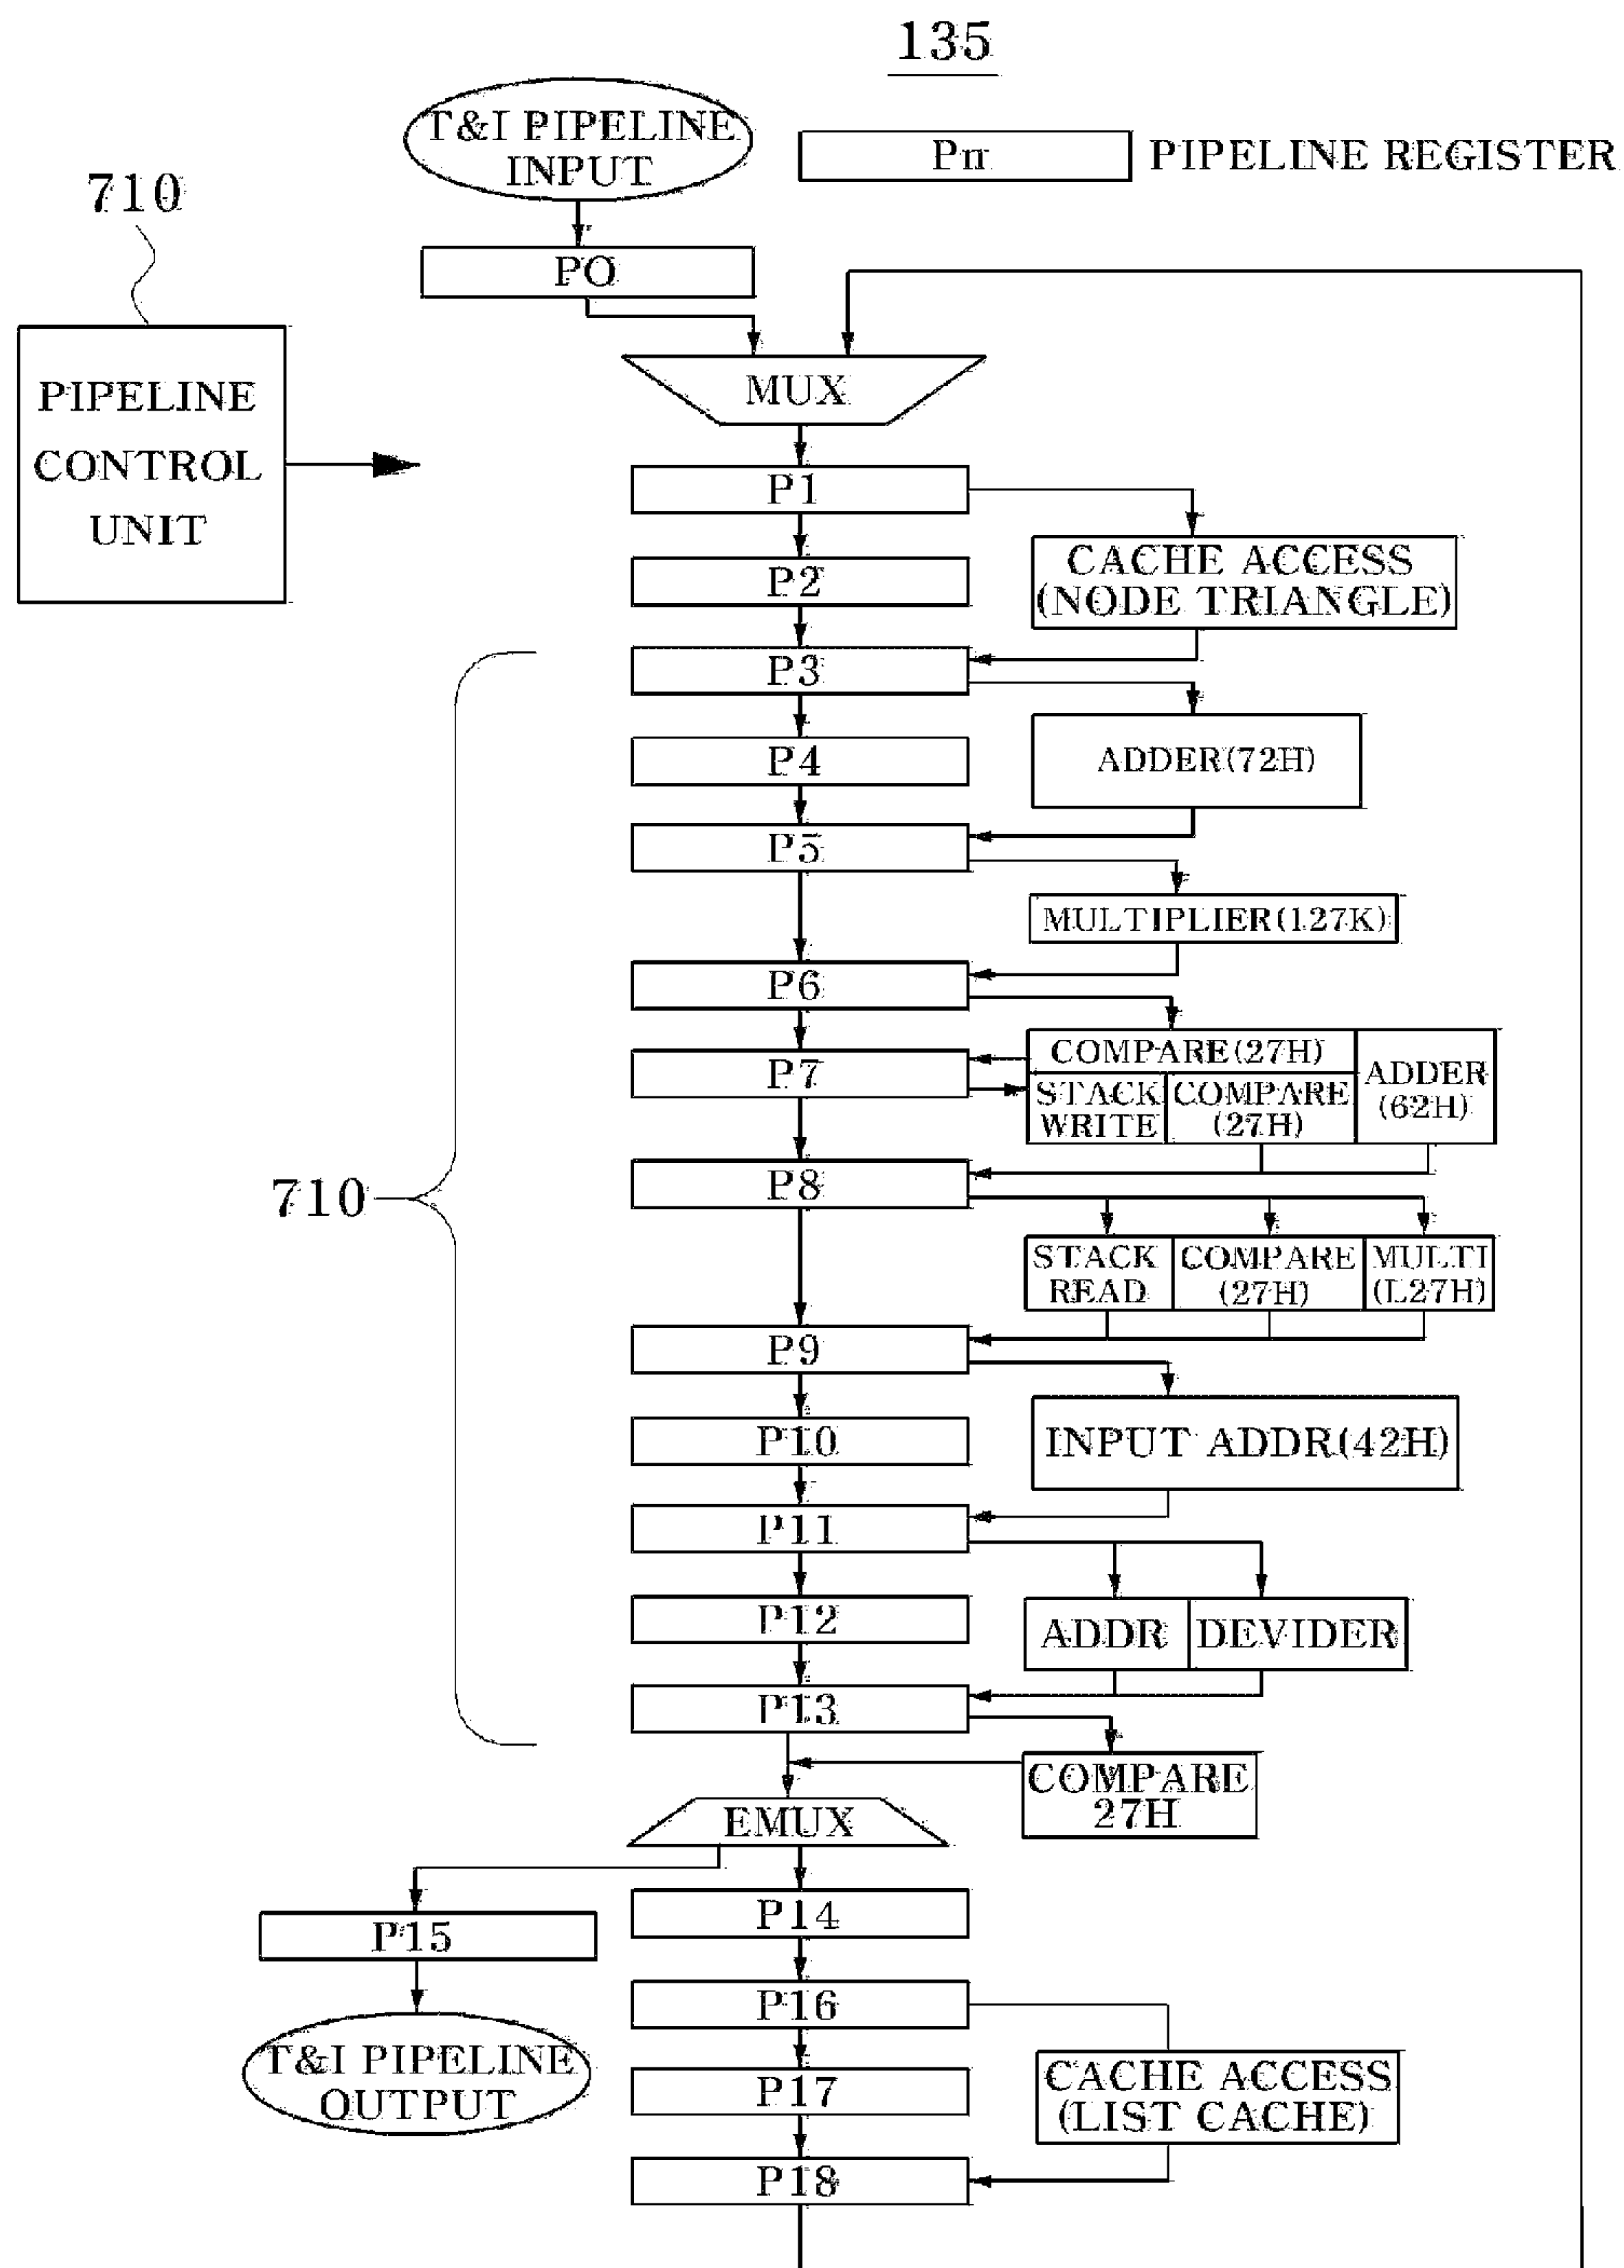 135
T&I PIPELINE
INPUT
Pn PIPELINE REGISTER
710
PO
PIPELINE
CONTROL
UNIT
MUX
P1
CACHE ACCESS
(NODE TRIANGLE)
P2
P3
P4
ADDER(72H)
P5
MULTIPLIER(127K)
P6
COMPARE(27H)
P7
STACK
WRITE
COMPARE
(27H)
ADDER
(62H)
P8
710
STACK
READ
COMPARE
(27H)
MULTI
(L27H)
P9
P10
INPUT ADDR(42H)
P11
P12
ADDR
DEVIDER
P13
COMPARE
27H
EMUX
P14
P15
P16
T&I PIPELINE
OUTPUT
P17
CACHE ACCESS
(LIST CACHE)
P18